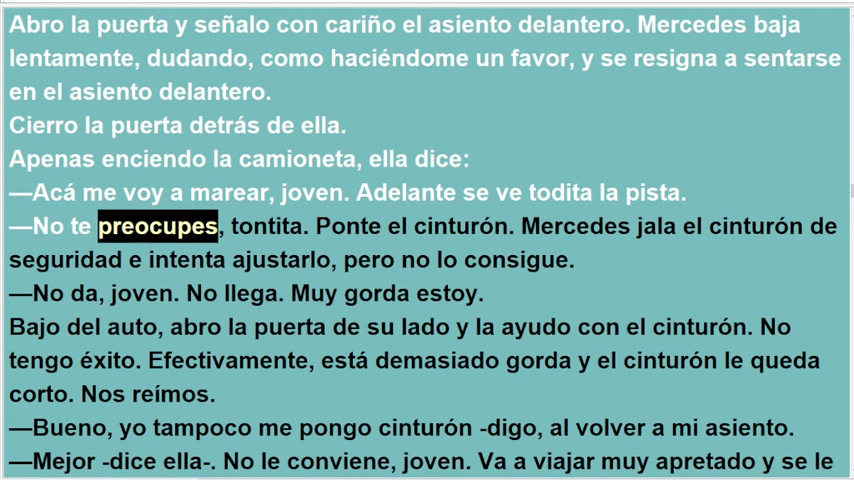 Abro la puerta y señalo con cariño el asiento delantero. Mercedes baja
lentamente, dudando, como haciéndome un favor, y se resigna a sentarse
en el asiento delantero.
Cierro la puerta detrás de ella.
Apenas enciendo la camioneta, ella dice:
—Acá me voy a marear, joven. Adelante se ve todita la pista.
—No te preocupes, tontita. Ponte el cinturón. Mercedes jala el cinturón de
seguridad e intenta ajustarlo, pero no lo consigue.
—No da, joven. No llega. Muy gorda estoy.
Bajo del auto, abro la puerta de su lado y la ayudo con el cinturón. No
tengo éxito. Efectivamente, está demasiado gorda y el cinturón le queda
corto. Nos reímos.
—Bueno, yo tampoco me pongo cinturón -digo, al volver a mi asiento.
—Mejor -dice ella-. No le conviene, joven. Va a viajar muy apretado y se le